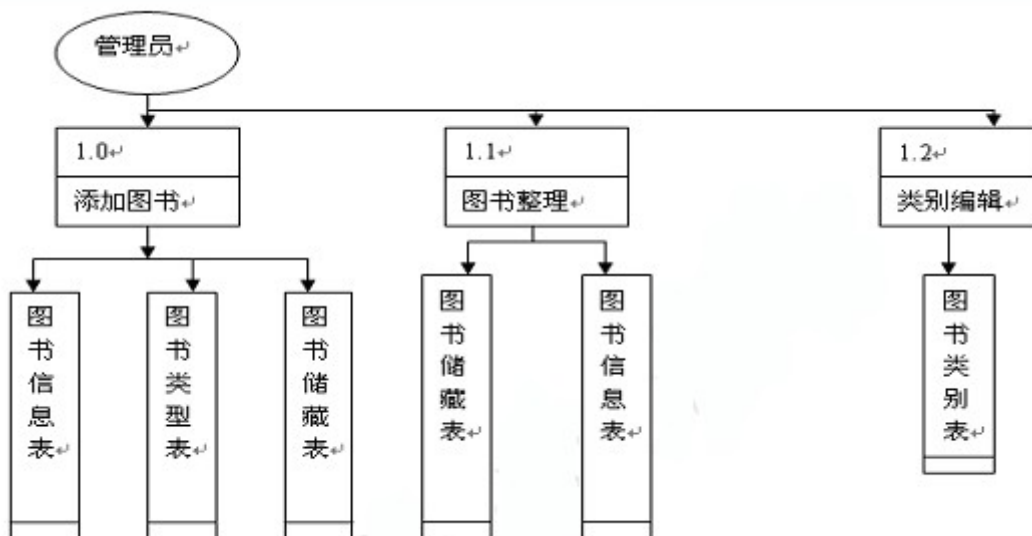 管理员
1.0
添加图书
1.1
图书整理
1.2
类别编辑
图书信息表
图书类型表
图书储藏表
图书储藏表
图书信息表
图书类别表